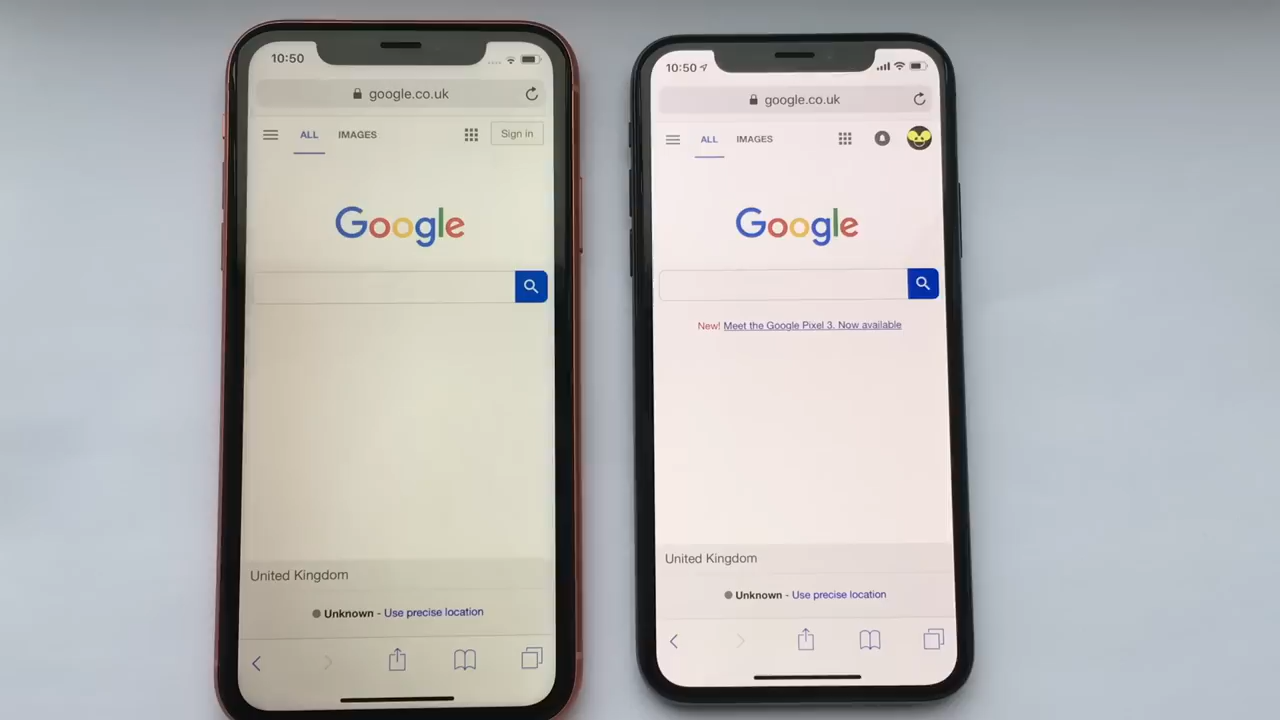 10:50
google.co.uk
ALL IMAGES Sign in
Google
United Kingdom
Unknown - Use precise location
10:50
google.co.uk
ALL IMAGES
Google
New! Meet the Google Pixel 3. Now available
United Kingdom
Unknown - Use precise location